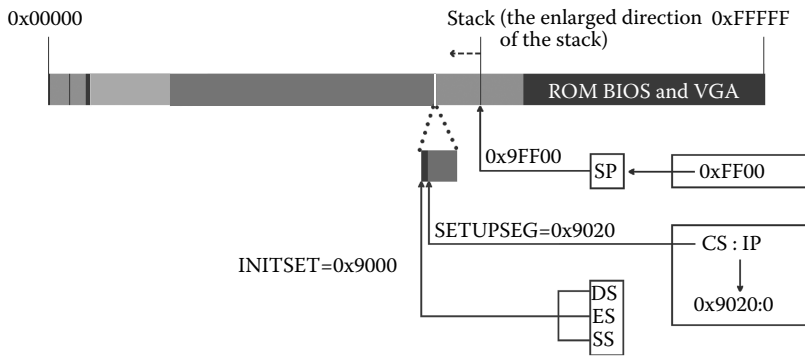 0x00000
Stack (the enlarged direction of the stack)
0xFFFFF
ROM BIOS and VGA
0x9FF00
SP
0xFF00
SETUPSEG=0x9020
CS : IP
INITSET=0x9000
0x9020:0
DS
ES
SS